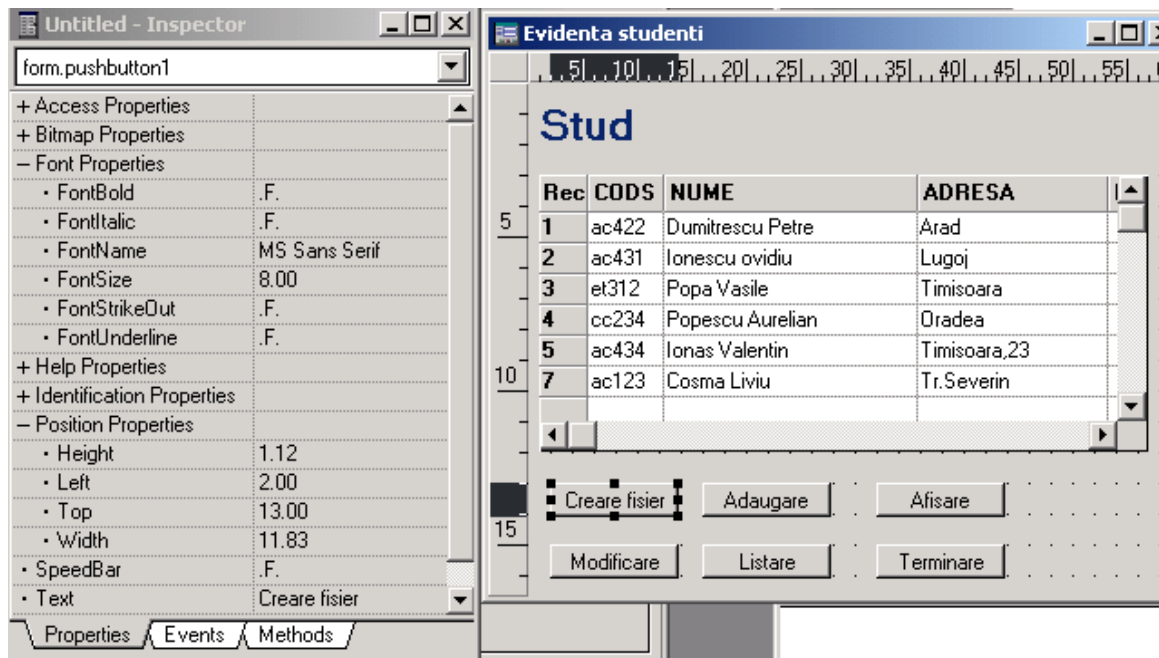 Untitled - Inspector
form.pushbutton1
+ Access Properties
+ Bitmap Properties
– Font Properties
· FontBold .F.
· FontItalic .F.
· FontName MS Sans Serif
· FontSize 8.00
· FontStrikeOut .F.
· FontUnderline .F.
+ Help Properties
+ Identification Properties
– Position Properties
· Height 1.12
· Left 2.00
· Top 13.00
· Width 11.83
· SpeedBar .F.
· Text Creare fisier
Properties Events Methods
Evidenta studenti
5 10 15 20 25 30 35 40 45 50 55
Stud
Rec CODS NUME ADRESA
1 ac422 Dumitrescu Petre Arad
2 ac431 Ionescu ovidiu Lugoj
3 et312 Popa Vasile Timisoara
4 cc234 Popescu Aurelian Oradea
5 ac434 Ionas Valentin Timisoara,23
7 ac123 Cosma Liviu Tr.Severin
5
10
15
Creare fisier Adaugare Afisare
Modificare Listare Terminare